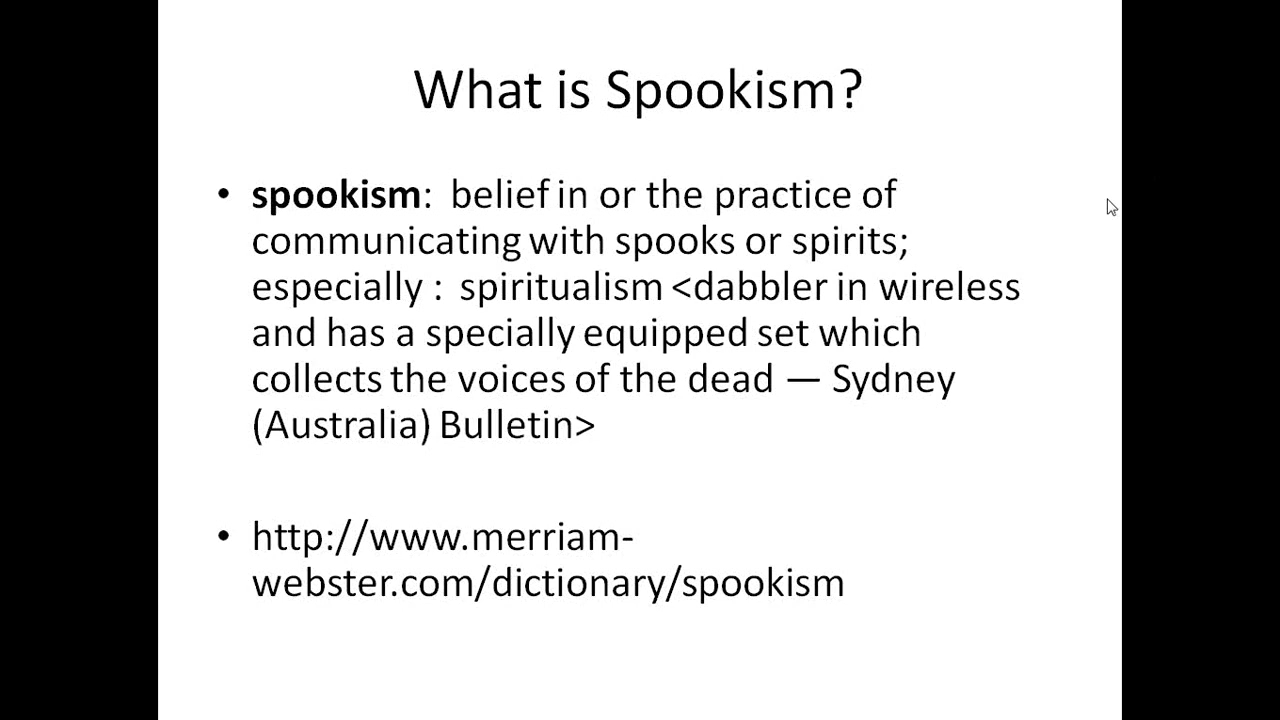 What is Spookism?
• spookism: belief in or the practice of
communicating with spooks or spirits;
especially : spiritualism <dabbler in wireless
and has a specially equipped set which
collects the voices of the dead — Sydney
(Australia) Bulletin>
• http://www.merriam-
webster.com/dictionary/spookism